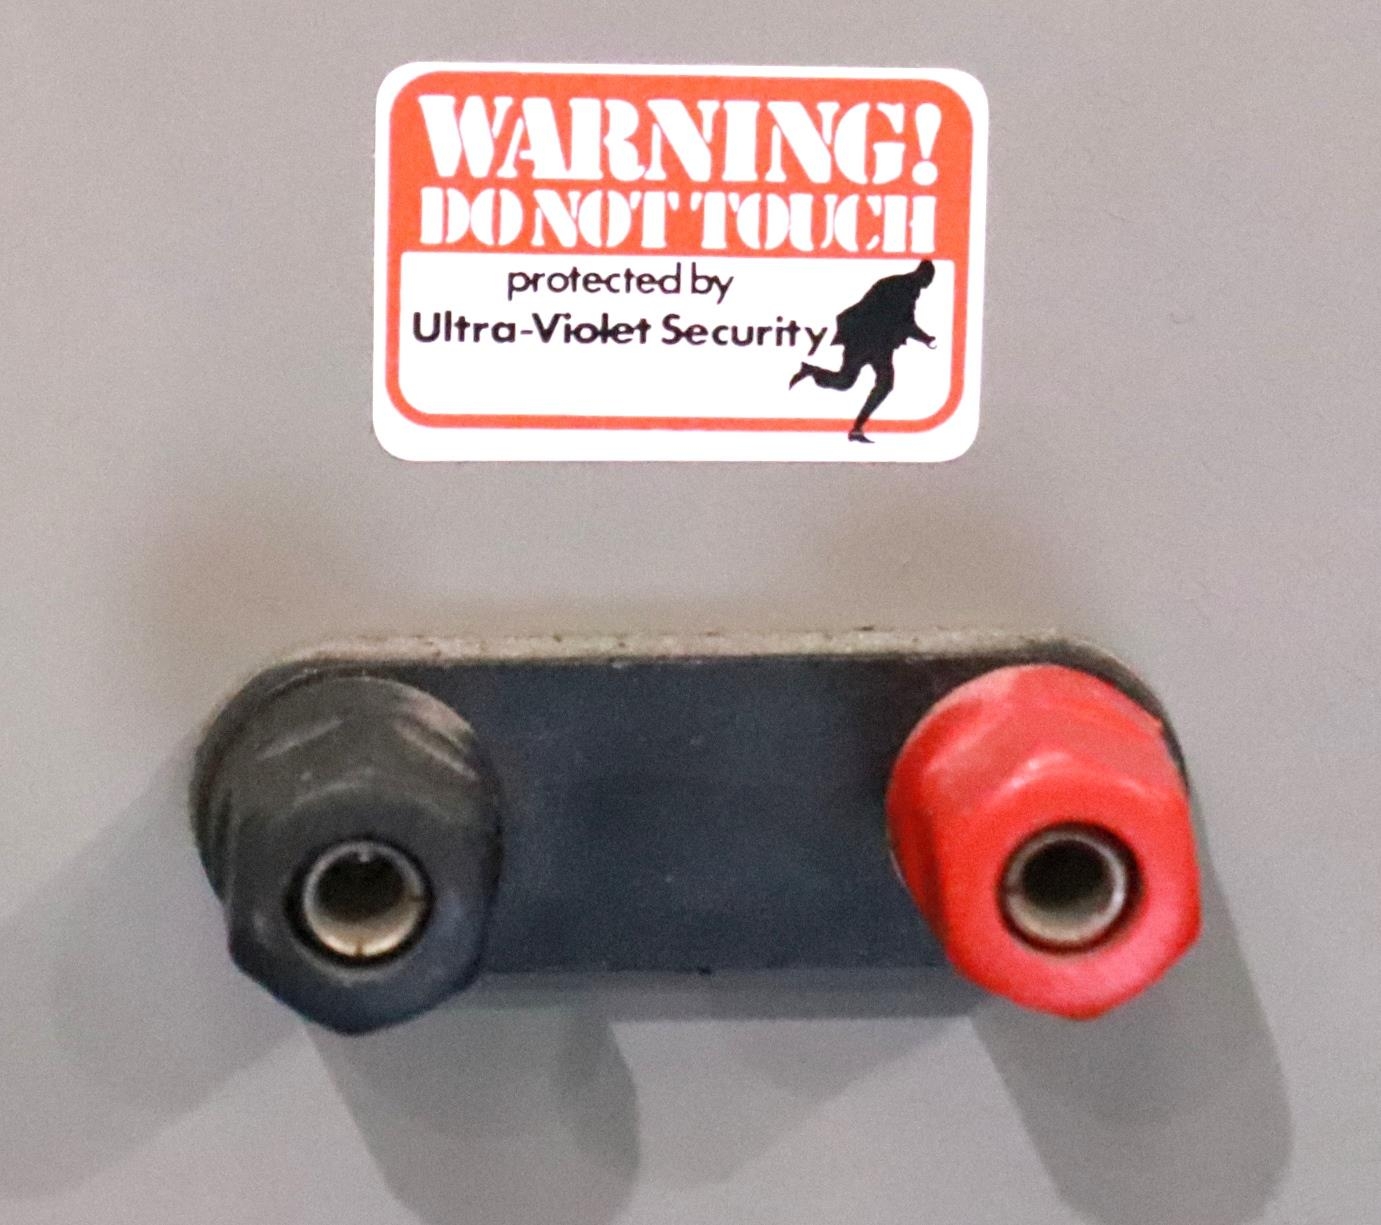 WARNING!
DO NOT TOUCH
protected by
Ultra-Violet Security